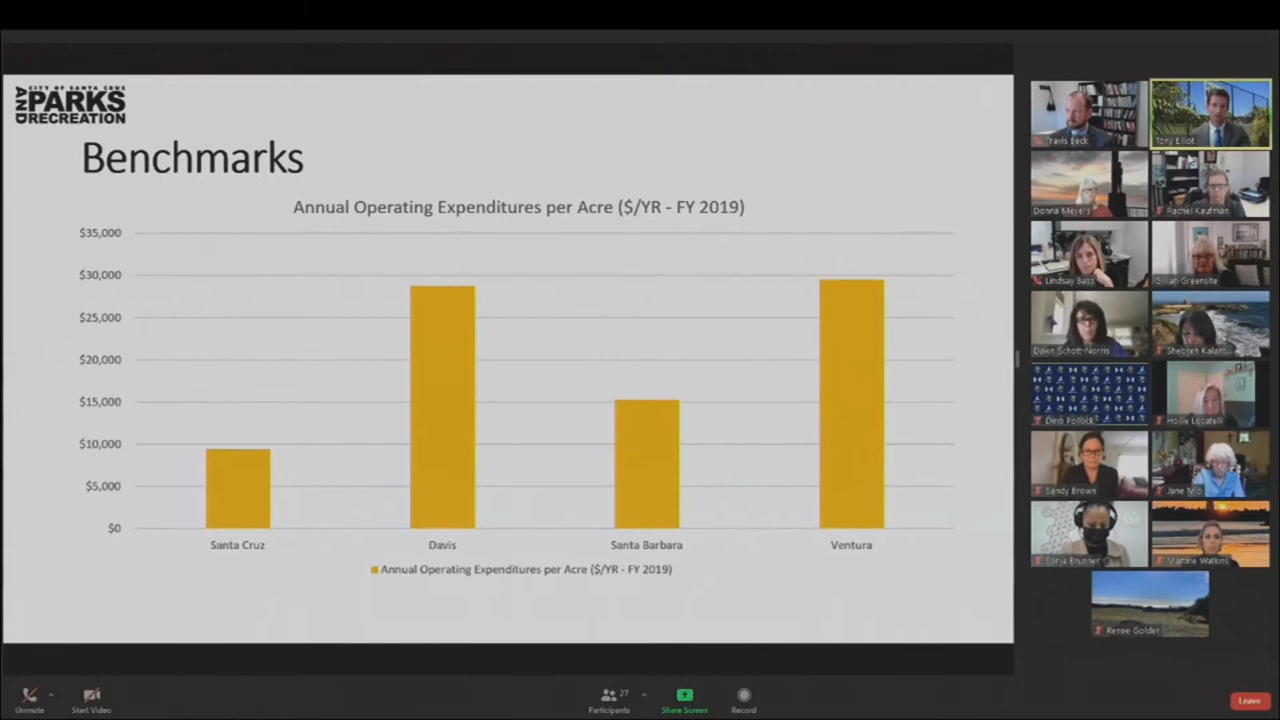 CITY OF SANTA CRUZ
PARKS
AND
RECREATION
Benchmarks
Annual Operating Expenditures per Acre ($/YR - FY 2019)
$35,000
$30,000
$25,000
$20,000
$15,000
$10,000
$5,000
$0
Santa Cruz
Davis
Santa Barbara
Ventura
Annual Operating Expenditures per Acre ($/YR - FY 2019)
Travis Beck
Tony Elliot
Donna Meyers
Rachel Kaufman
Lindsay Bass
Gillian Greensite
Dawn Schott-Norris
Shebreh Kalant...
Dino Pollock
Hollie Locatelli
Sandy Brown
Jane Mio
Sonja Brunner
Martine Watkins
Renee Golder
Unmute
Start Video
27
Participants
Share Screen
Record
Leave